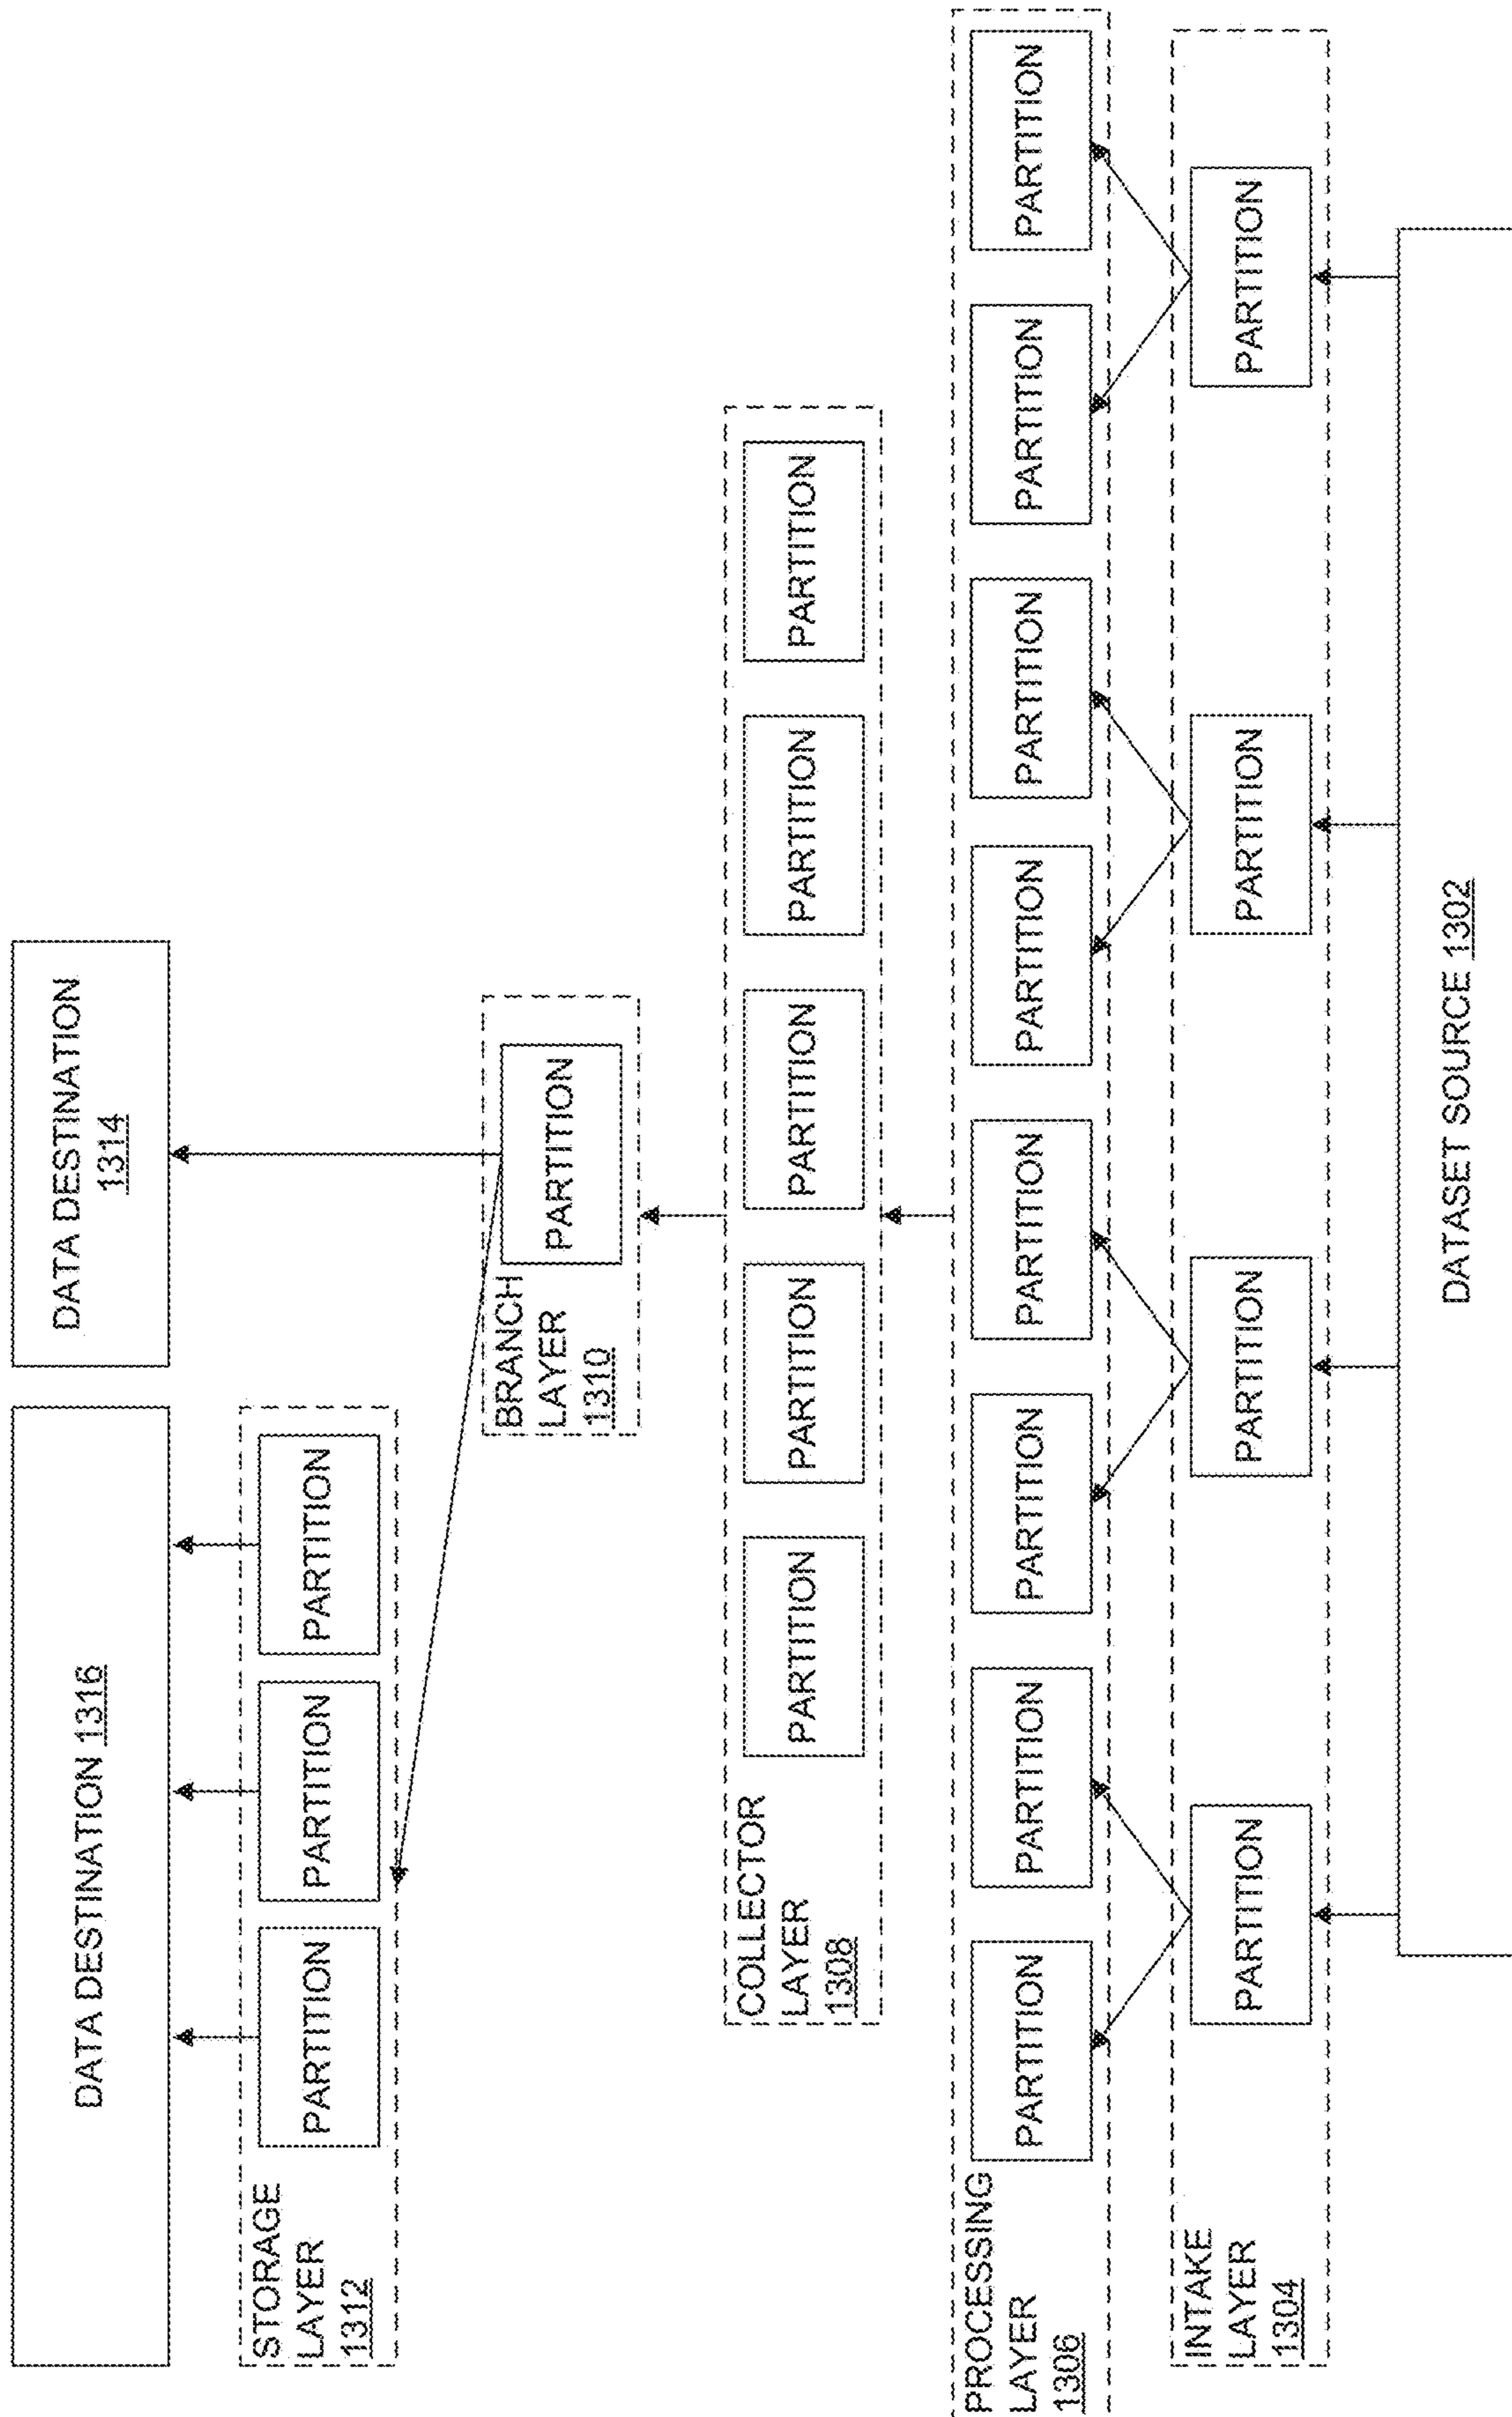 DATA DESTINATION 1316
DATA DESTINATION
1314
STORAGE
LAYER
1312
PARTITION
PARTITION
PARTITION
BRANCH
LAYER
1310
PARTITION
COLLECTOR
LAYER
1308
PARTITION
PARTITION
PARTITION
PARTITION
PARTITION
PROCESSING
LAYER
1306
PARTITION
PARTITION
PARTITION
PARTITION
PARTITION
PARTITION
PARTITION
PARTITION
INTAKE
LAYER
1304
PARTITION
PARTITION
PARTITION
PARTITION
DATASET SOURCE 1302